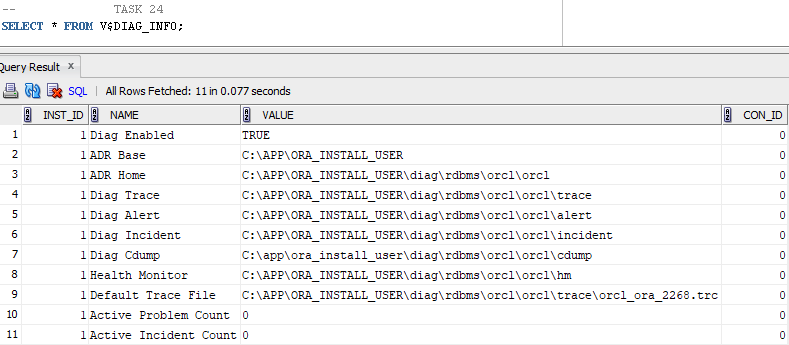 -- TASK 24
SELECT * FROM V$DIAG_INFO;
Query Result x
SQL | All Rows Fetched: 11 in 0.077 seconds
INST_ID NAME VALUE CON_ID
1 1 Diag Enabled TRUE 0
2 1 ADR Base C:\APP\ORA_INSTALL_USER 0
3 1 ADR Home C:\APP\ORA_INSTALL_USER\diag\rdbms\orcl\orcl 0
4 1 Diag Trace C:\APP\ORA_INSTALL_USER\diag\rdbms\orcl\orcl\trace 0
5 1 Diag Alert C:\APP\ORA_INSTALL_USER\diag\rdbms\orcl\orcl\alert 0
6 1 Diag Incident C:\APP\ORA_INSTALL_USER\diag\rdbms\orcl\orcl\incident 0
7 1 Diag Cdump C:\app\ora_install_user\diag\rdbms\orcl\orcl\cdump 0
8 1 Health Monitor C:\APP\ORA_INSTALL_USER\diag\rdbms\orcl\orcl\hm 0
9 1 Default Trace File C:\APP\ORA_INSTALL_USER\diag\rdbms\orcl\orcl\trace\orcl_ora_2268.trc 0
10 1 Active Problem Count 0 0
11 1 Active Incident Count 0 0